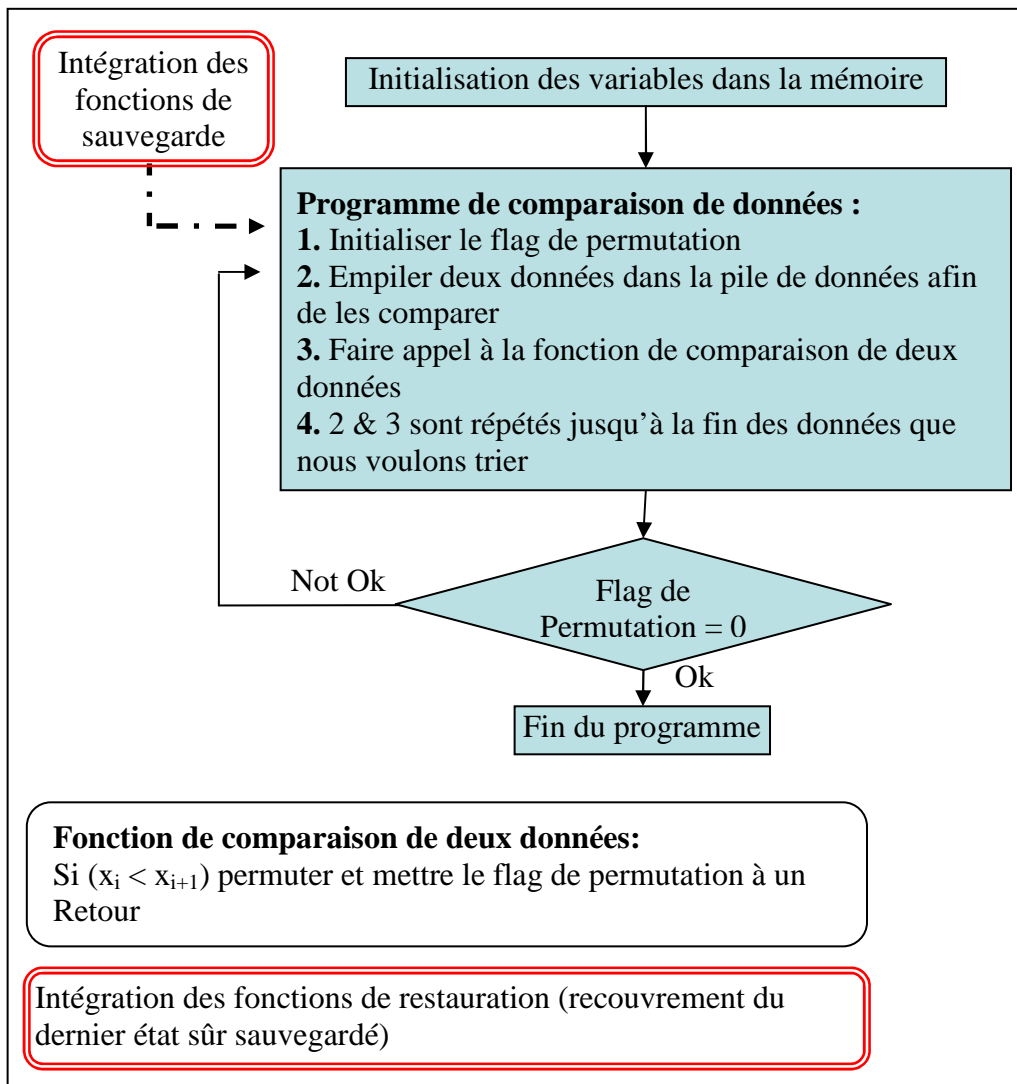 Intégration des
fonctions de
sauvegarde
Initialisation des variables dans la mémoire
Programme de comparaison de données :
1. Initialiser le flag de permutation
2. Empiler deux données dans la pile de données afin
de les comparer
3. Faire appel à la fonction de comparaison de deux
données
4. 2 & 3 sont répétés jusqu’à la fin des données que
nous voulons trier
Not Ok
Flag de
Permutation = 0
Ok
Fin du programme
Fonction de comparaison de deux données:
Si (xi < xi+1) permuter et mettre le flag de permutation à un
Retour
Intégration des fonctions de restauration (recouvrement du
dernier état sûr sauvegardé)